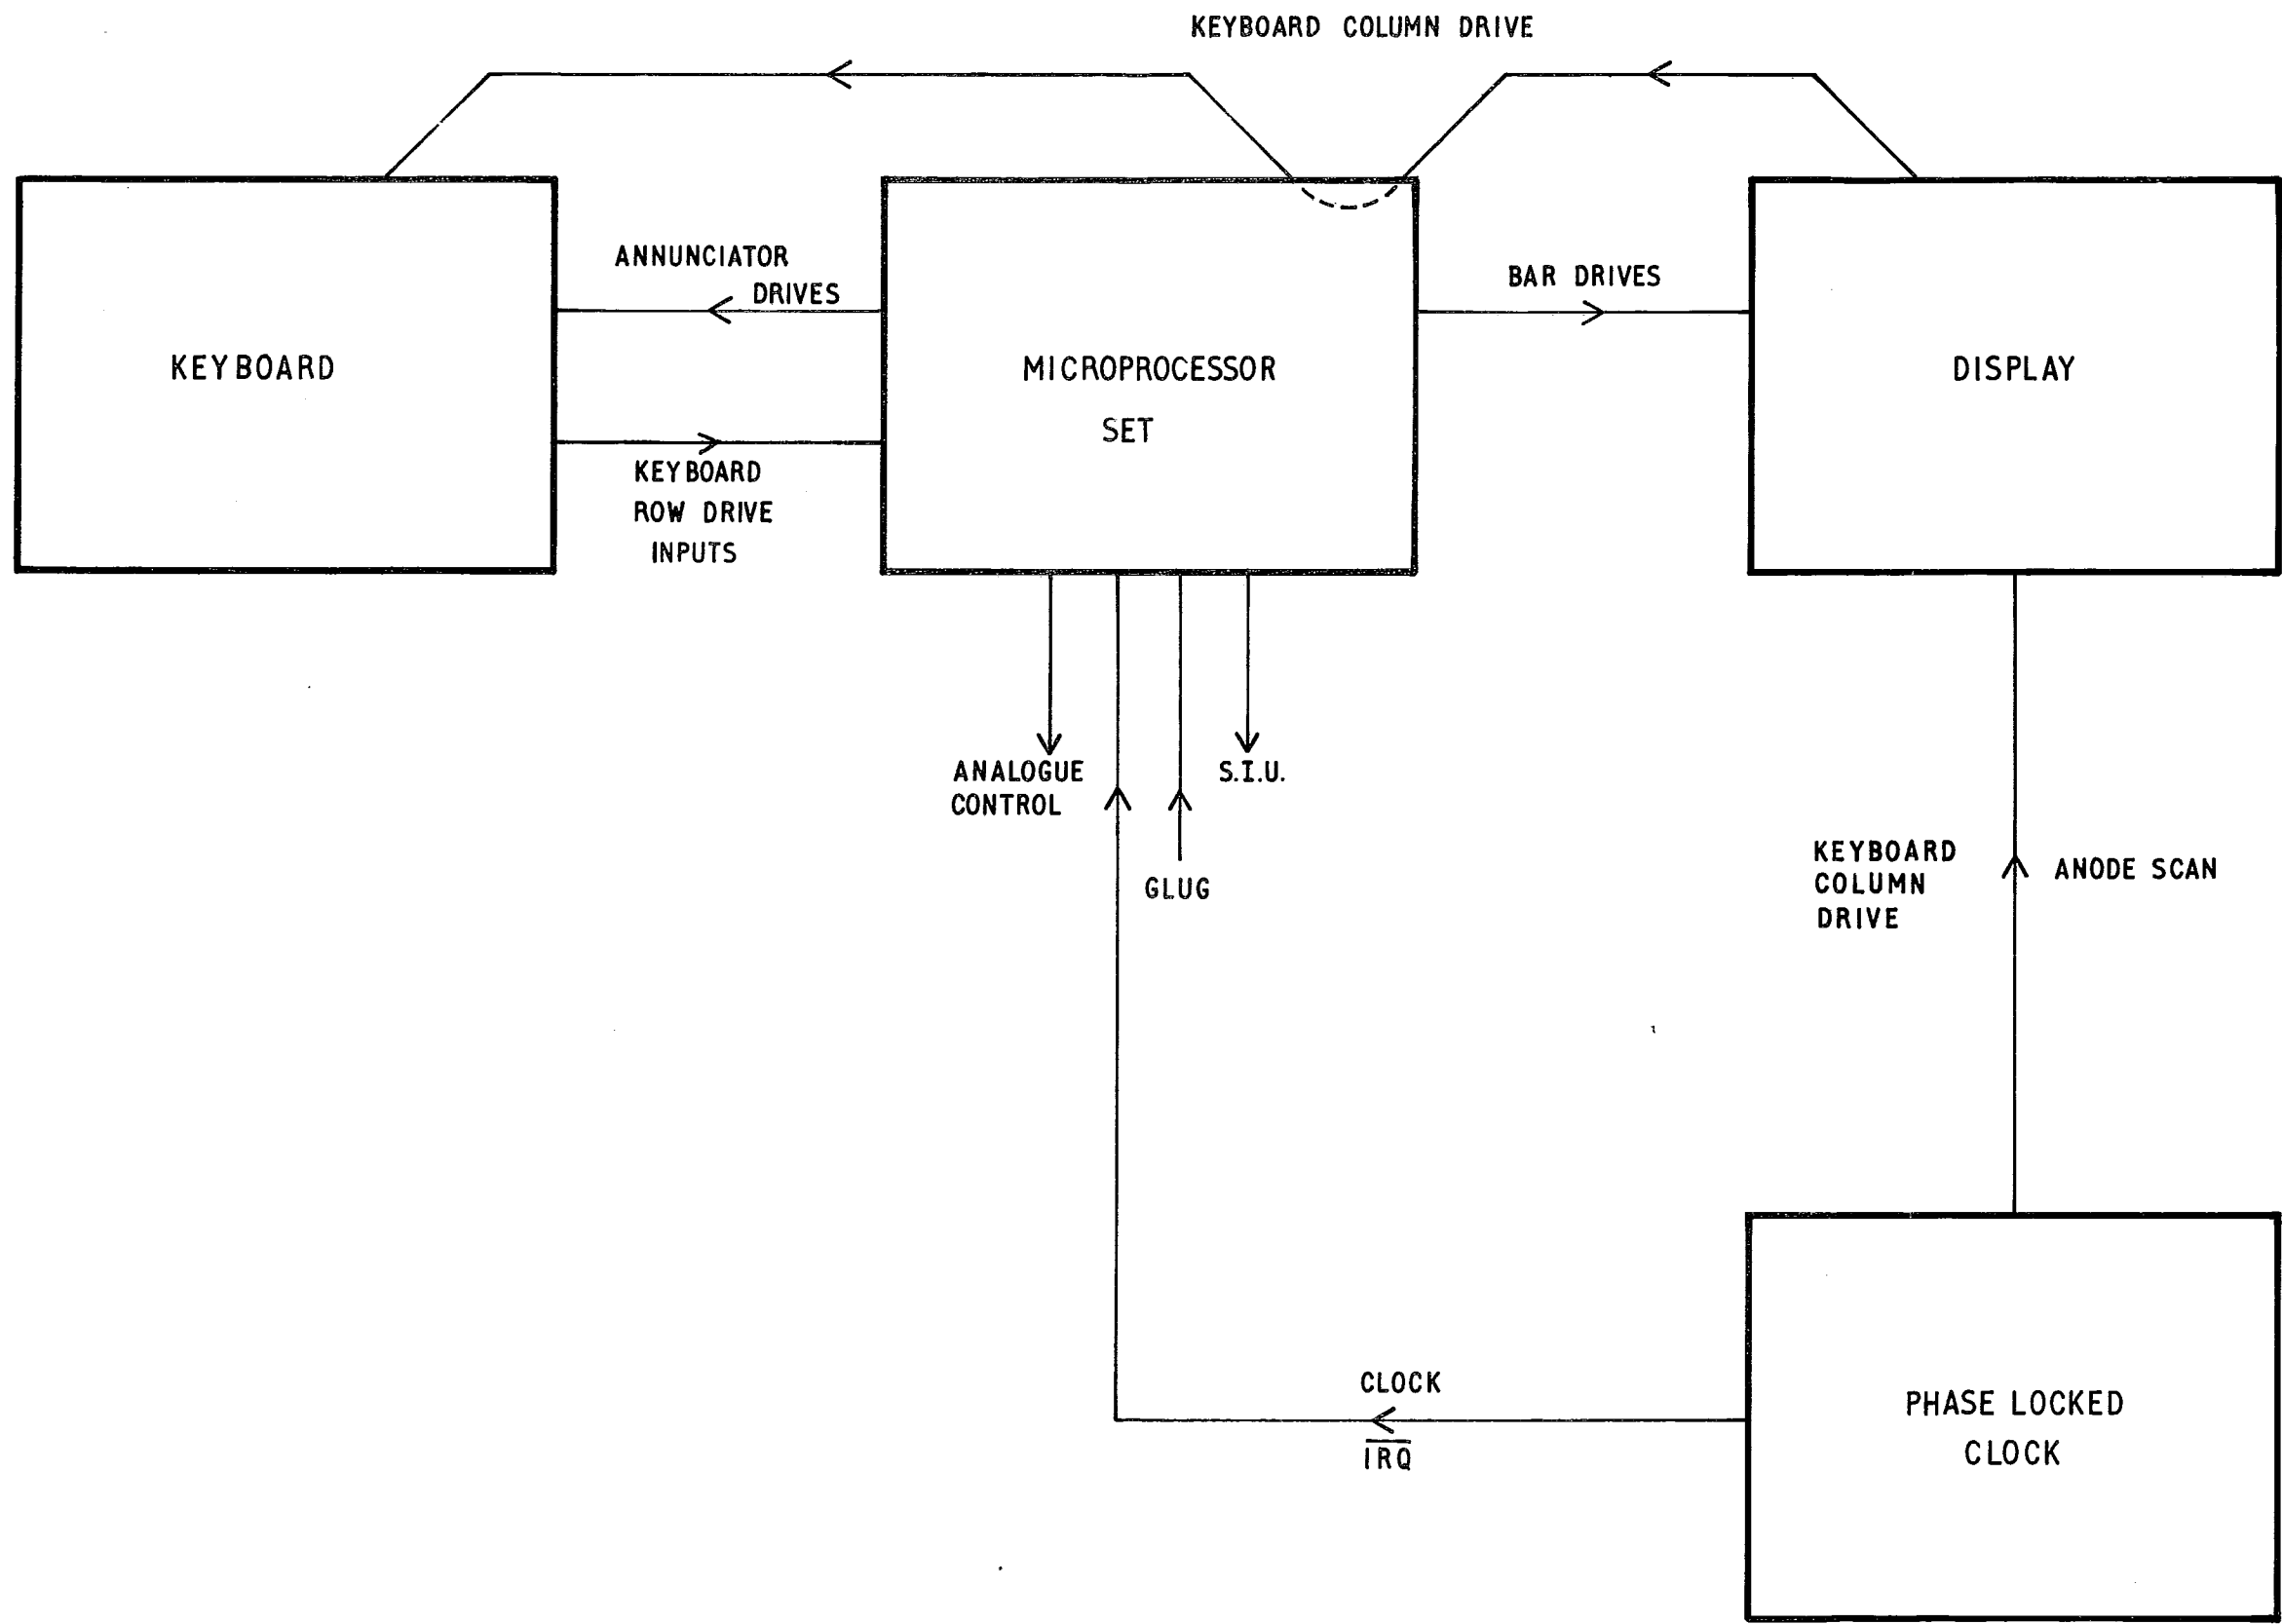 KEYBOARD COLUMN DRIVE
ANNUNCIATOR
DRIVES
BAR DRIVES
KEYBOARD
MICROPROCESSOR
SET
DISPLAY
KEYBOARD
ROW DRIVE
INPUTS
ANALOGUE
CONTROL
S.I.U.
GLUG
KEYBOARD
COLUMN
DRIVE
ANODE SCAN
CLOCK
I̅R̅Q̅
PHASE LOCKED
CLOCK